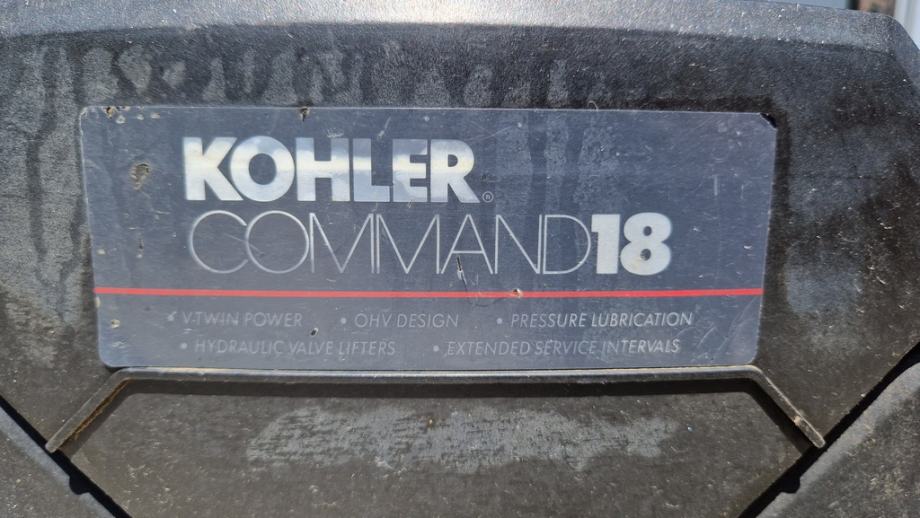 KOHLER®
COMMAND18
• V-TWIN POWER • OHV DESIGN • PRESSURE LUBRICATION
• HYDRAULIC VALVE LIFTERS • EXTENDED SERVICE INTERVALS